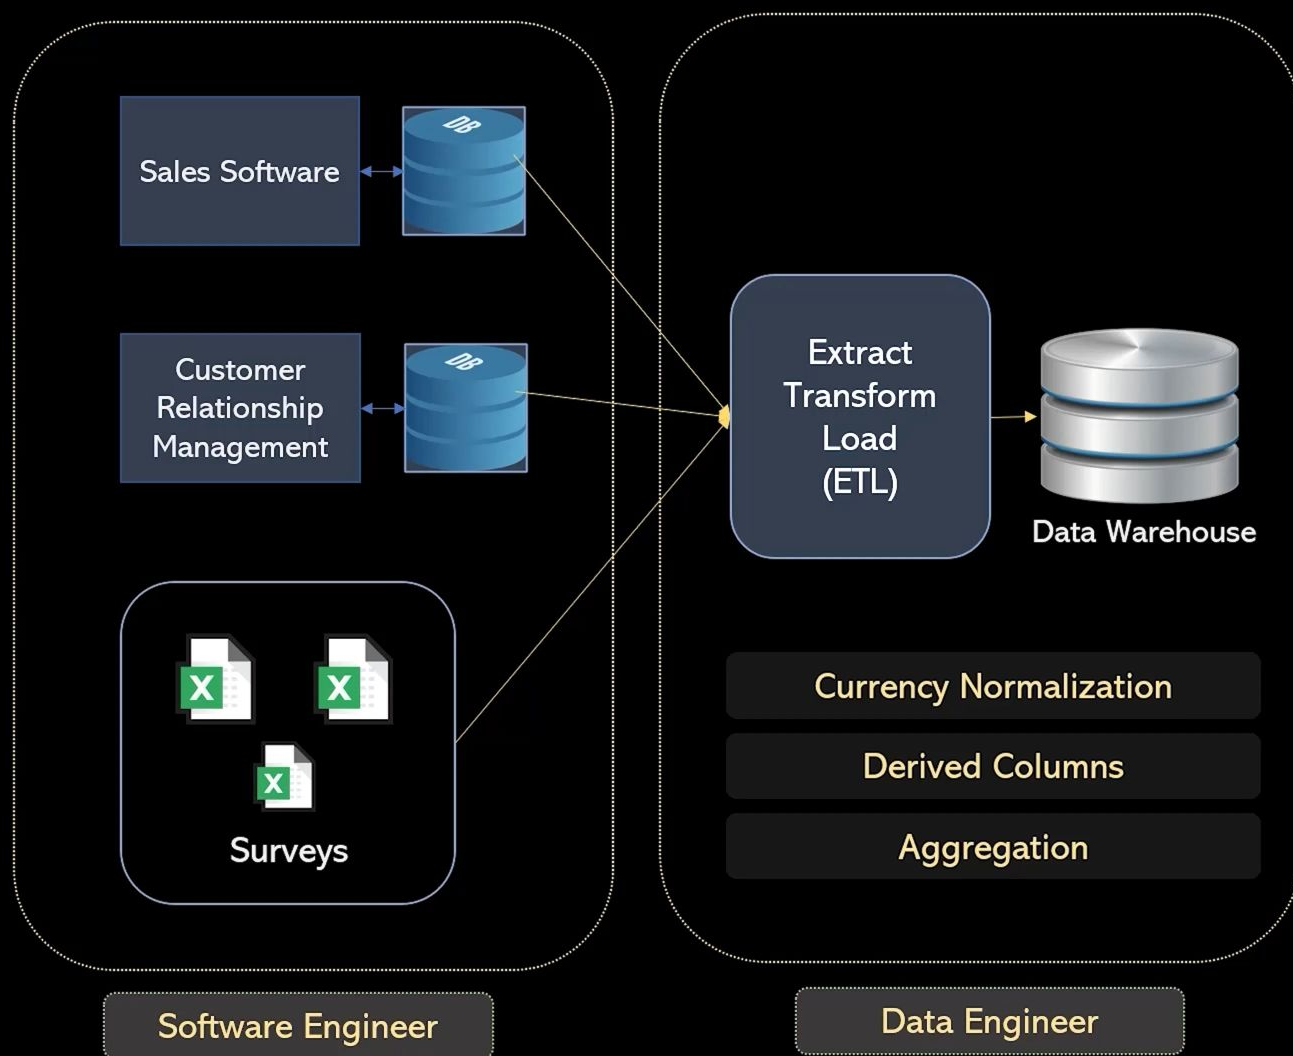 DB
Sales Software
DB
Customer
Relationship
Management
X
X
X
Surveys
Software Engineer
Extract
Transform
Load
(ETL)
Data Warehouse
Currency Normalization
Derived Columns
Aggregation
Data Engineer